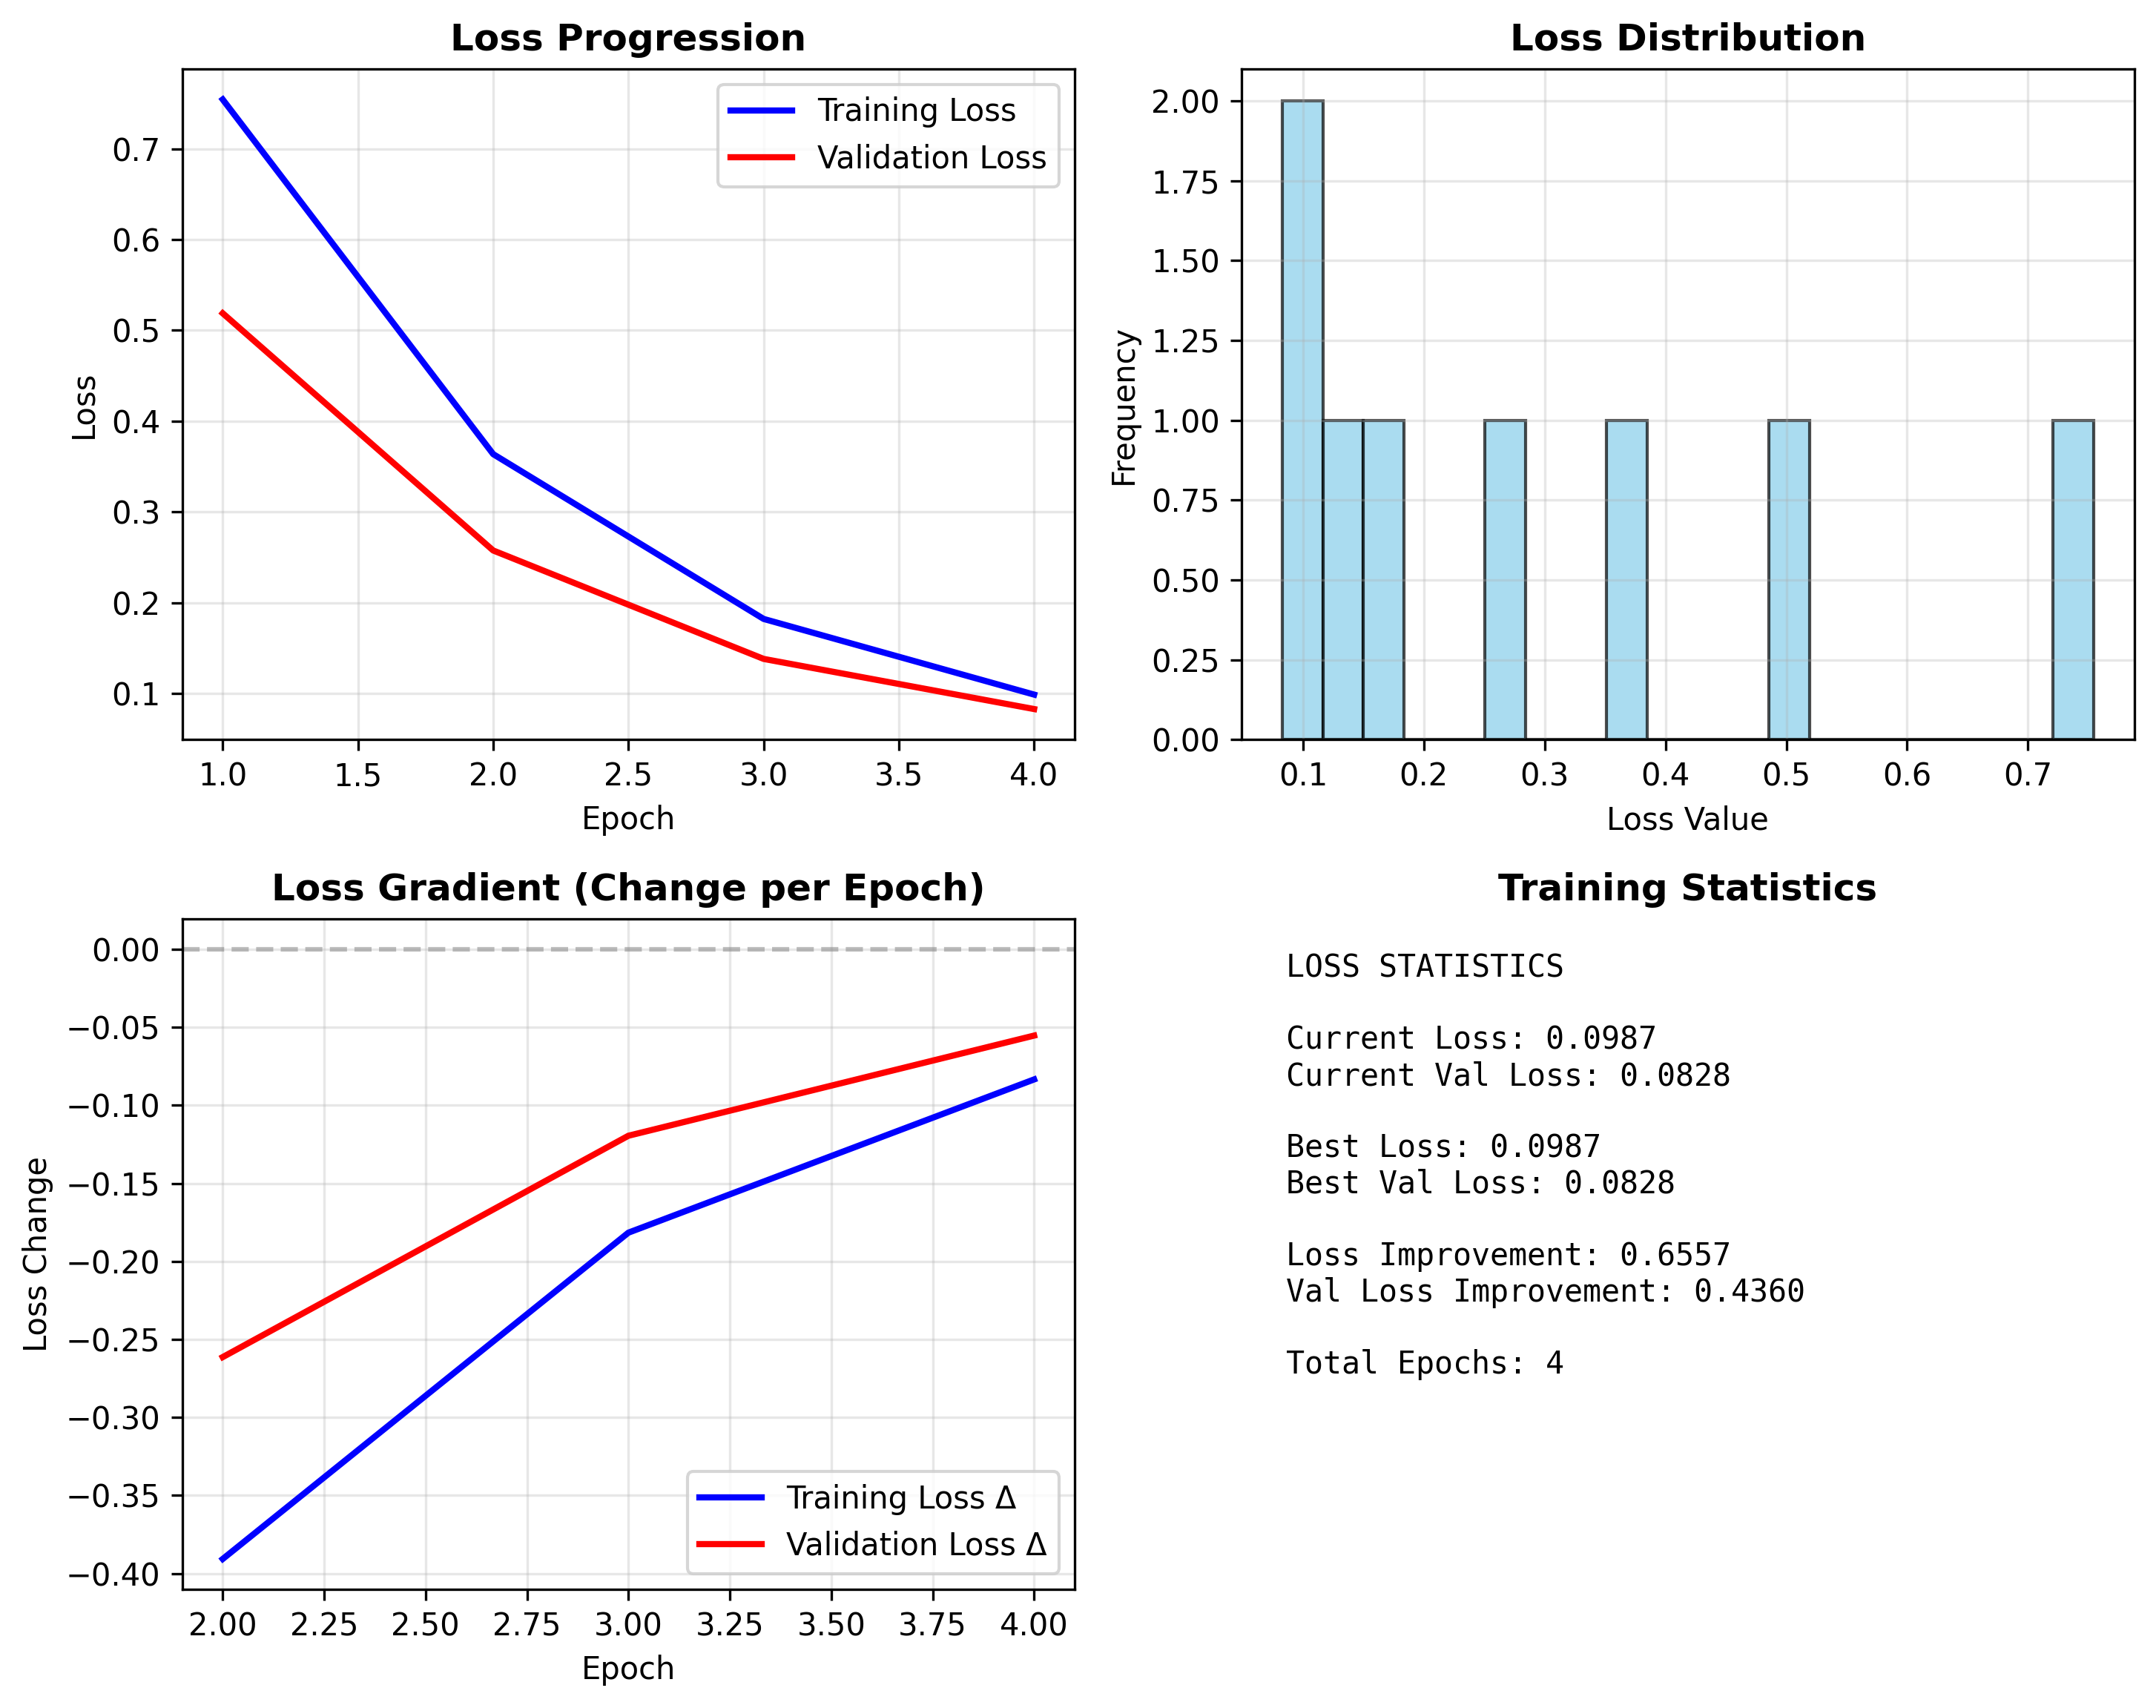 Loss Progression
Training Loss
Validation Loss
0.7
0.6
0.5
0.4
0.3
0.2
0.1
Loss
1.0 1.5 2.0 2.5 3.0 3.5 4.0
Epoch
Loss Distribution
2.00
1.75
1.50
1.25
1.00
0.75
0.50
0.25
0.00
Frequency
0.1 0.2 0.3 0.4 0.5 0.6 0.7
Loss Value
Loss Gradient (Change per Epoch)
0.00
−0.05
−0.10
−0.15
−0.20
−0.25
−0.30
−0.35
−0.40
Loss Change
Training Loss Δ
Validation Loss Δ
2.00 2.25 2.50 2.75 3.00 3.25 3.50 3.75 4.00
Epoch
Training Statistics
LOSS STATISTICS
Current Loss: 0.0987
Current Val Loss: 0.0828
Best Loss: 0.0987
Best Val Loss: 0.0828
Loss Improvement: 0.6557
Val Loss Improvement: 0.4360
Total Epochs: 4